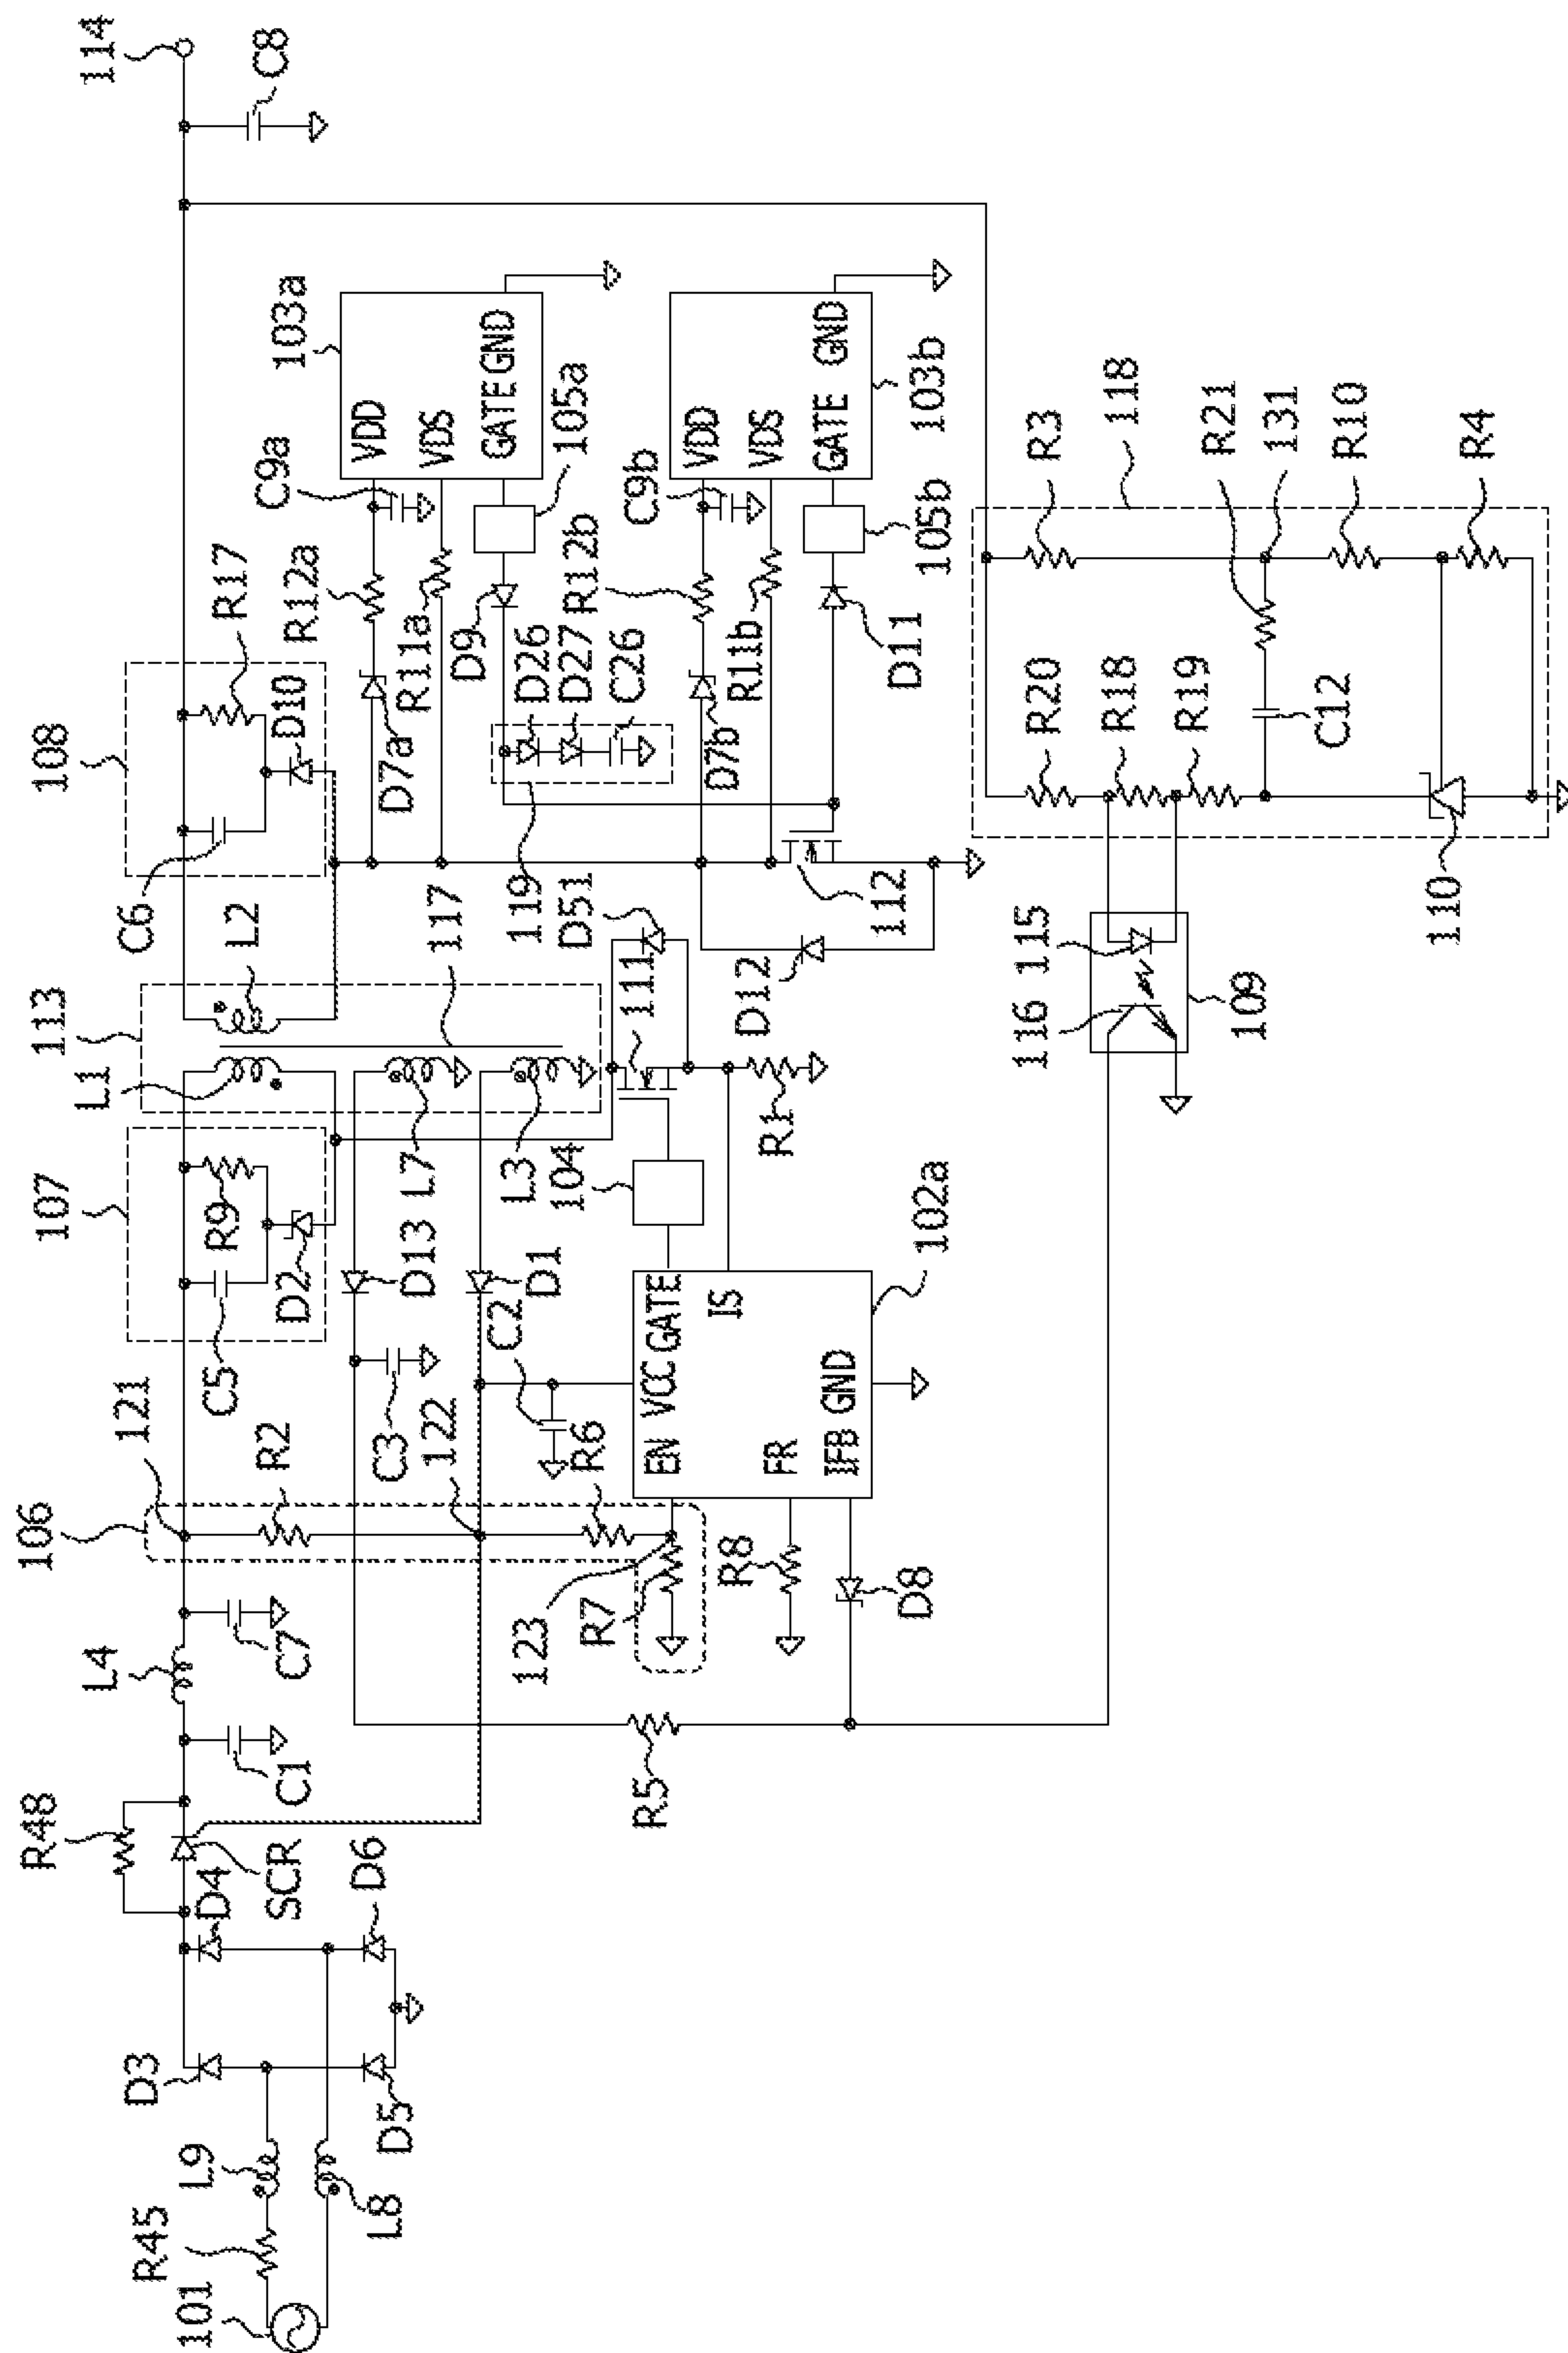 101
R45
L9
L8
D3
D5
D4
D6
R48
SCR
C1
L4
C7
106
121
R2
122
R6
123
R7
R8
D8
R5
C5
107
R9
D2
C3
D13
D1
C2
EN
VCC
GATE
IS
FR
IFB
GND
102a
104
R1
113
L1
L2
L7
L3
117
111
D51
C6
108
R17
D10
R12a
D7a
R11a
C9a
103a
VDD
VDS
GATE
GND
105a
D9
D26
D27
C26
119
R12b
D7b
R11b
C9b
VDD
VDS
GATE
GND
103b
105b
D11
112
D12
114
C8
118
R3
R21
131
R10
R4
R20
R18
R19
C12
110
115
116
109